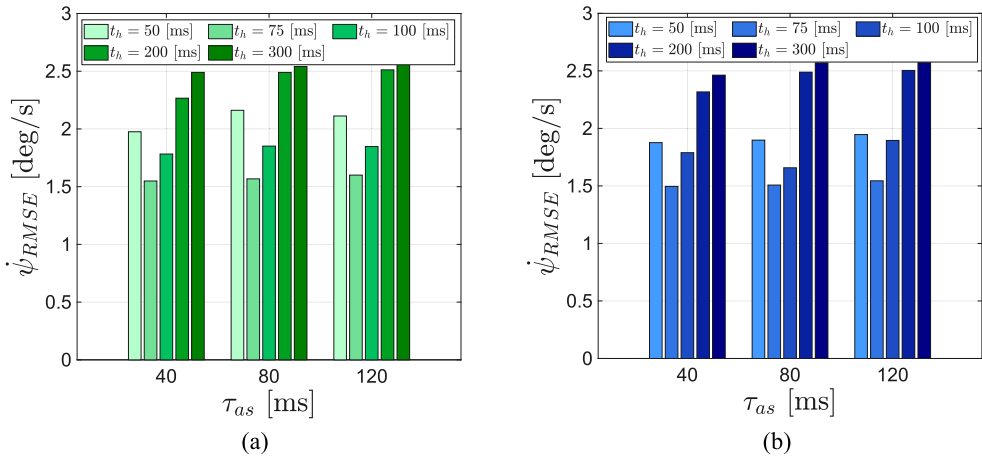 3
2.5
2
1.5
1
0.5
0
ψ̇_RMSE [deg/s]
t_h = 50 [ms] t_h = 75 [ms] t_h = 100 [ms]
t_h = 200 [ms] t_h = 300 [ms]
40 80 120
τ_as [ms]
(a)
3
2.5
2
1.5
1
0.5
0
ψ̇_RMSE [deg/s]
t_h = 50 [ms] t_h = 75 [ms] t_h = 100 [ms]
t_h = 200 [ms] t_h = 300 [ms]
40 80 120
τ_as [ms]
(b)